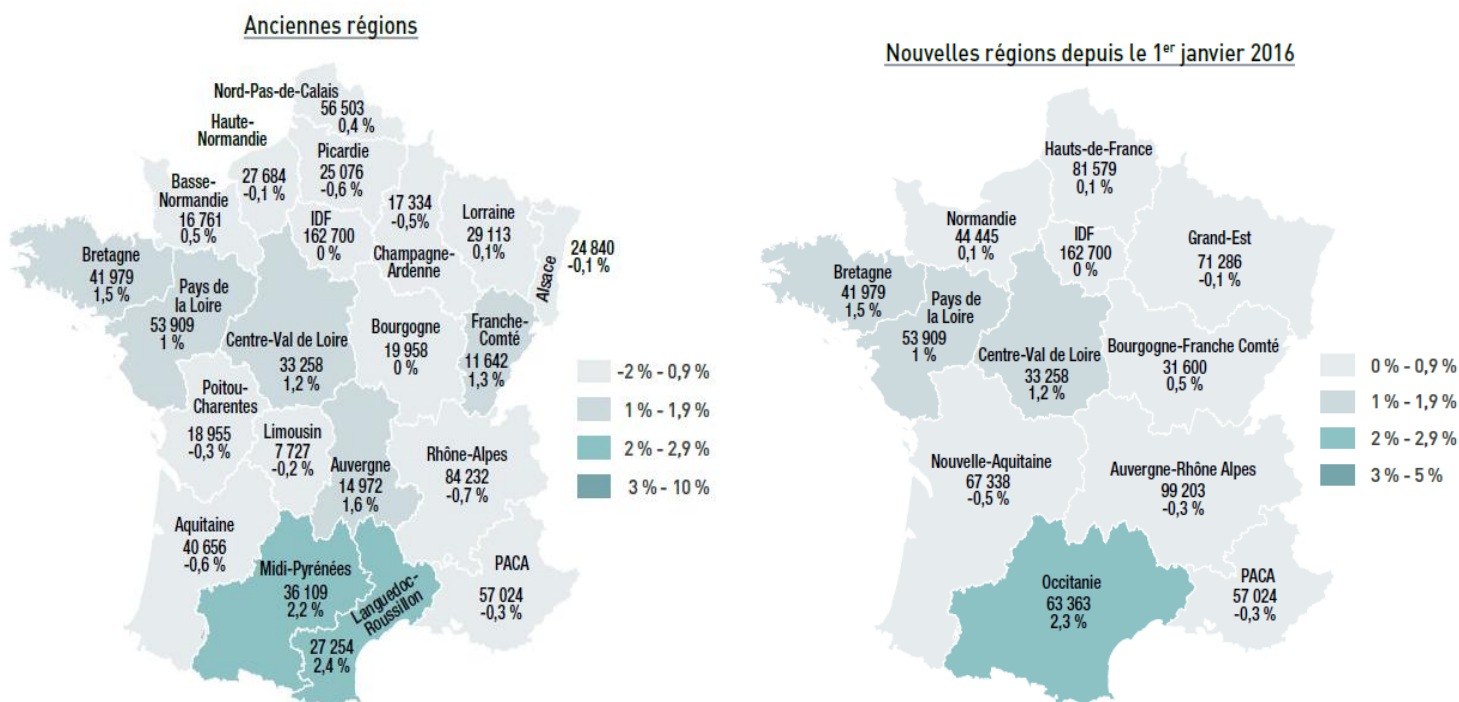 Anciennes régions
Nord-Pas-de-Calais
56 503
0,4 %
Haute-
Normandie
27 684
-0,1 %
Picardie
25 076
-0,6 %
Basse-
Normandie
16 761
0,5 %
IDF
162 700
0 %
17 334
-0,5%
Champagne-
Ardenne
Lorraine
29 113
0,1%
Alsace
24 840
-0,1 %
Bretagne
41 979
1,5 %
Pays de
la Loire
53 909
1 %
Centre-Val de Loire
33 258
1,2 %
Bourgogne
19 958
0 %
Franche-
Comté
11 642
1,3 %
Poitou-
Charentes
18 955
-0,3 %
Limousin
7 727
-0,2 %
Auvergne
14 972
1,6 %
Rhône-Alpes
84 232
-0,7 %
Aquitaine
40 656
-0,6 %
Midi-Pyrénées
36 109
2,2 %
Languedoc-
Roussillon
27 254
2,4 %
PACA
57 024
-0,3 %
-2 % - 0,9 %
1 % - 1,9 %
2 % - 2,9 %
3 % - 10 %
Nouvelles régions depuis le 1er janvier 2016
Hauts-de-France
81 579
0,1 %
Normandie
44 445
0,1 %
IDF
162 700
0 %
Grand-Est
71 286
-0,1 %
Bretagne
41 979
1,5 %
Pays de
la Loire
53 909
1 %
Centre-Val de Loire
33 258
1,2 %
Bourgogne-Franche Comté
31 600
0,5 %
Nouvelle-Aquitaine
67 338
-0,5 %
Auvergne-Rhône Alpes
99 203
-0,3 %
Occitanie
63 363
2,3 %
PACA
57 024
-0,3 %
0 % - 0,9 %
1 % - 1,9 %
2 % - 2,9 %
3 % - 5 %